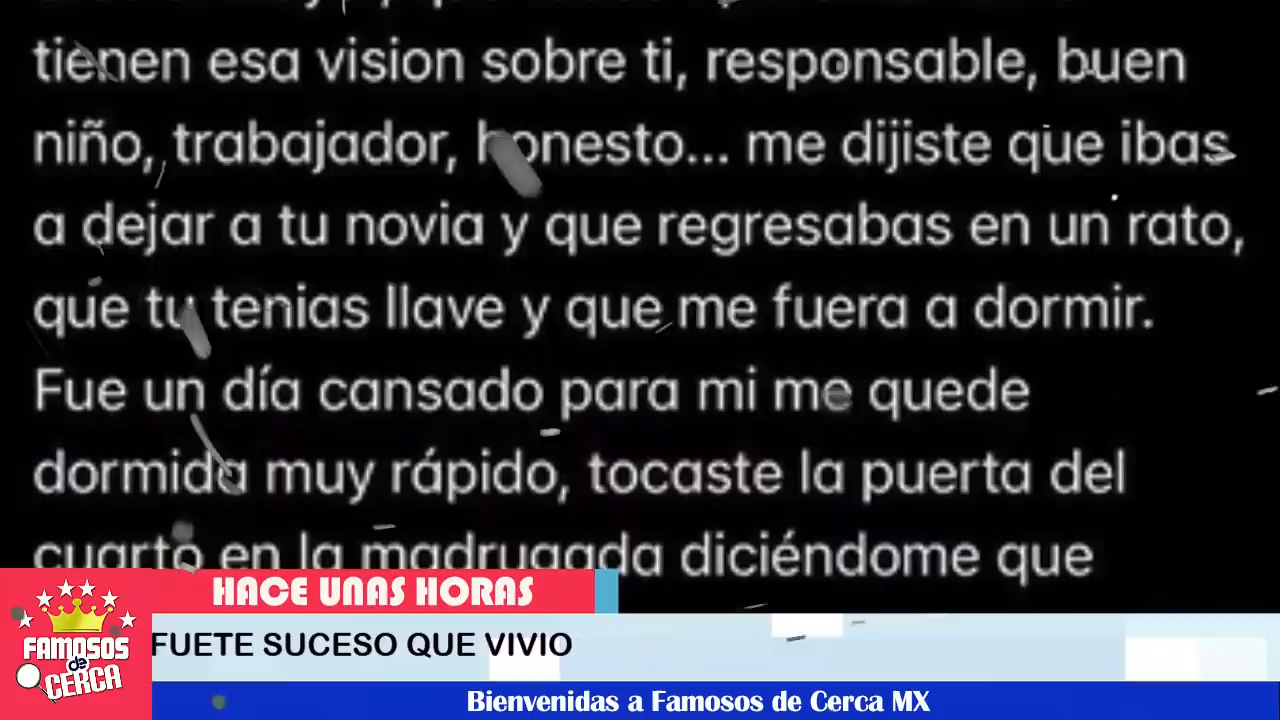 tienen esa vision sobre ti, responsable, buen
niño, trabajador, honesto... me dijiste que ibas
a dejar a tu novia y que regresabas en un rato,
que tu tenias llave y que me fuera a dormir.
Fue un día cansado para mi me quede
dormida muy rápido, tocaste la puerta del
cuarto en la madrugada diciéndome que
HACE UNAS HORAS
FUETE SUCESO QUE VIVIO
FAMOSOS
de
CERCA
Bienvenidas a Famosos de Cerca MX